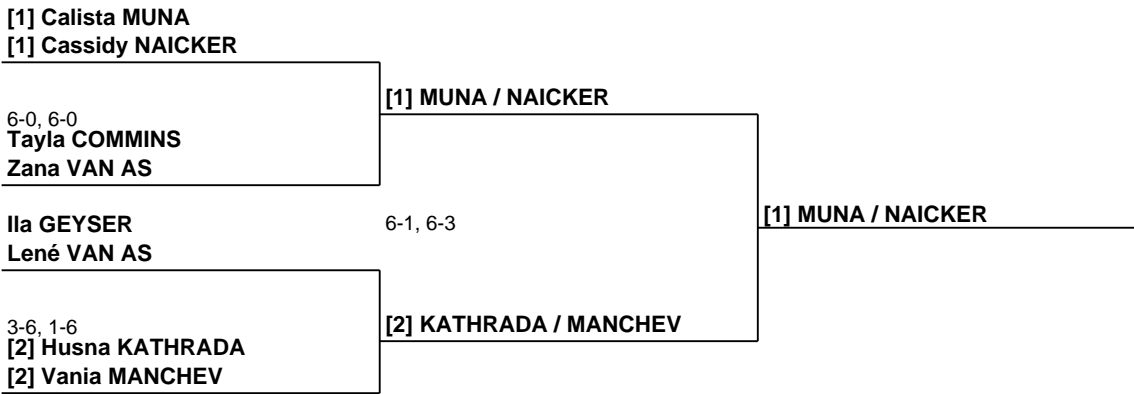 [1] Calista MUNA
[1] Cassidy NAICKER
[1] MUNA / NAICKER
6-0, 6-0
Tayla COMMINS
Zana VAN AS
[1] MUNA / NAICKER
Ila GEYSER
6-1, 6-3
Lené VAN AS
[2] KATHRADA / MANCHEV
3-6, 1-6
[2] Husna KATHRADA
[2] Vania MANCHEV